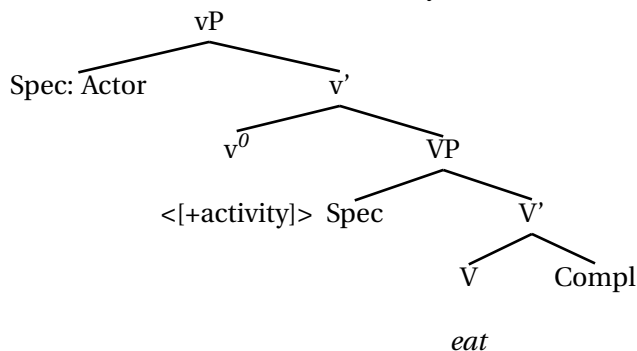 vP
Spec: Actor v’
v⁰ VP
<[+activity]> Spec V’
V Compl
eat